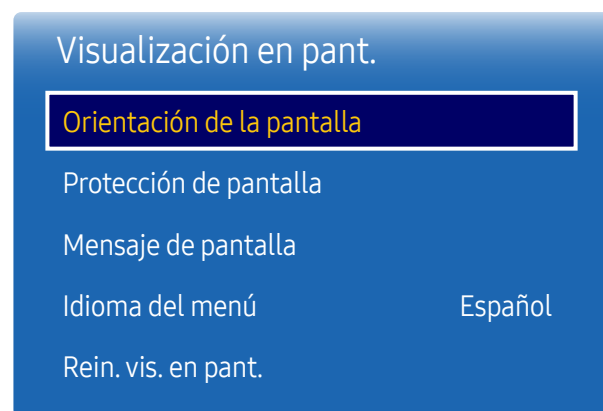 Visualización en pant.
Orientación de la pantalla
Protección de pantalla
Mensaje de pantalla
Idioma del menú Español
Rein. vis. en pant.